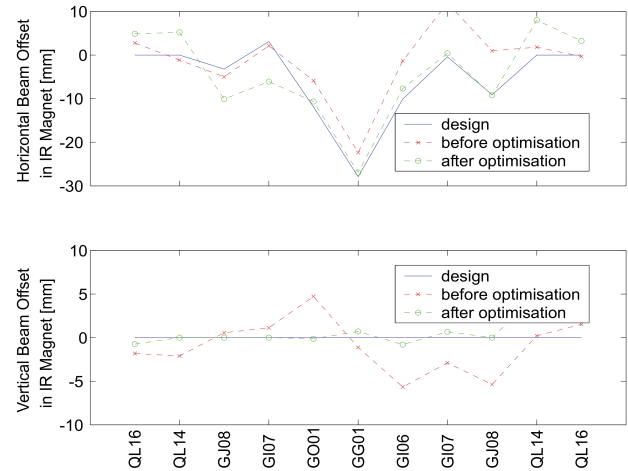 Horizontal Beam Offset
in IR Magnet [mm]
10
0
-10
-20
-30
design
before optimisation
after optimisation
Vertical Beam Offset
in IR Magnet [mm]
10
5
0
-5
-10
design
before optimisation
after optimisation
QL16
QL14
GJ08
GI07
GO01
GG01
GI06
GI07
GJ08
QL14
QL16